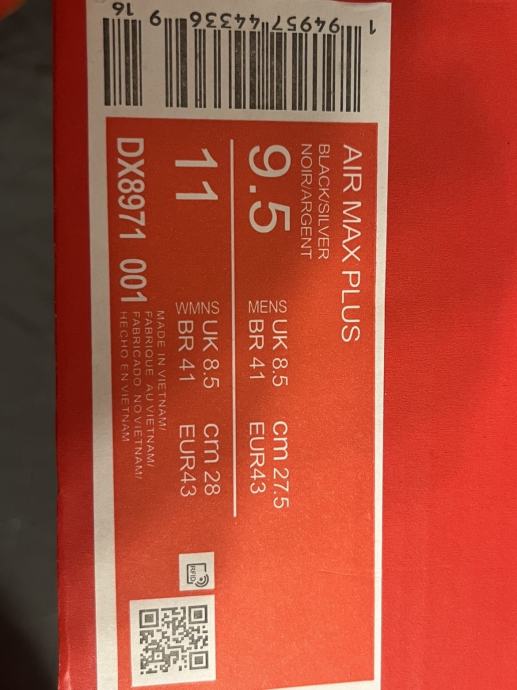 AIR MAX PLUS
BLACK/SILVER
NOIR/ARGENT
9.5
MENS UK 8.5 cm 27.5
BR 41 EUR43
11
WMNS UK 8.5 cm 28
BR 41 EUR43
DX8971 001
MADE IN VIETNAM/
FABRIQUE AU VIETNAM/
FABRICADO NO VIETNAM/
HECHO EN VIETNAM
RFID
1 94957 44336 9
16